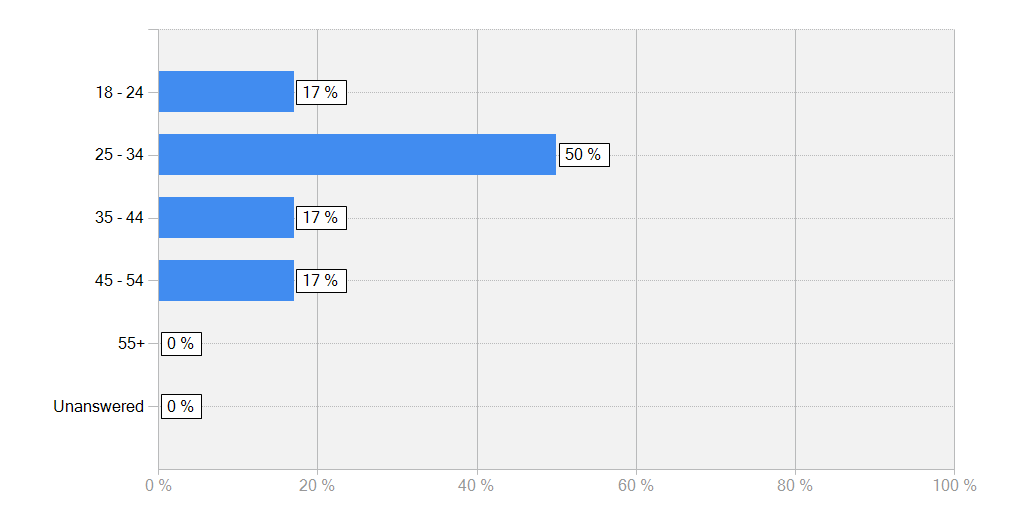 18 - 24 17 %
25 - 34 50 %
35 - 44 17 %
45 - 54 17 %
55+ 0 %
Unanswered 0 %
0 % 20 % 40 % 60 % 80 % 100 %